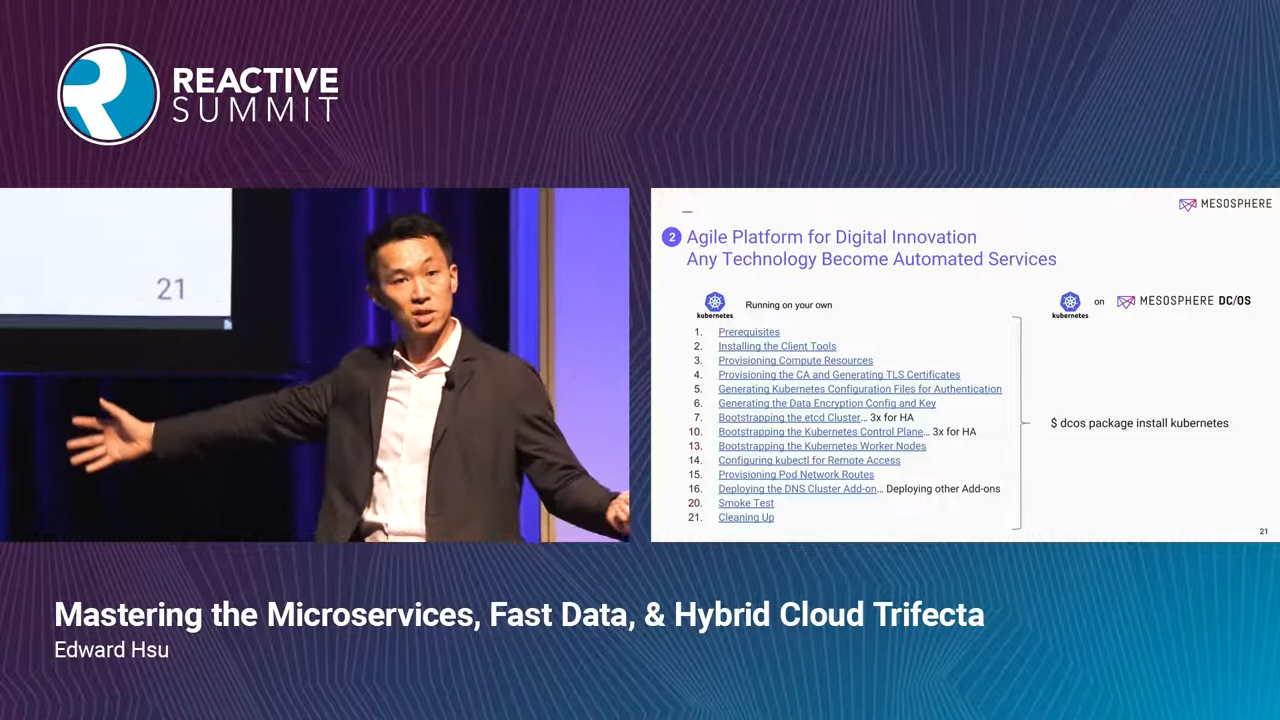 REACTIVE
SUMMIT
21
MESOSPHERE
2 Agile Platform for Digital Innovation
Any Technology Become Automated Services
kubernetes
Running on your own
1. Prerequisites
2. Installing the Client Tools
3. Provisioning Compute Resources
4. Provisioning the CA and Generating TLS Certificates
5. Generating Kubernetes Configuration Files for Authentication
6. Generating the Data Encryption Config and Key
7. Bootstrapping the etcd Cluster... 3x for HA
10. Bootstrapping the Kubernetes Control Plane... 3x for HA
13. Bootstrapping the Kubernetes Worker Nodes
14. Configuring kubectl for Remote Access
15. Provisioning Pod Network Routes
16. Deploying the DNS Cluster Add-on... Deploying other Add-ons
20. Smoke Test
21. Cleaning Up
kubernetes
on
MESOSPHERE DC/OS
$ dcos package install kubernetes
21
Mastering the Microservices, Fast Data, & Hybrid Cloud Trifecta
Edward Hsu